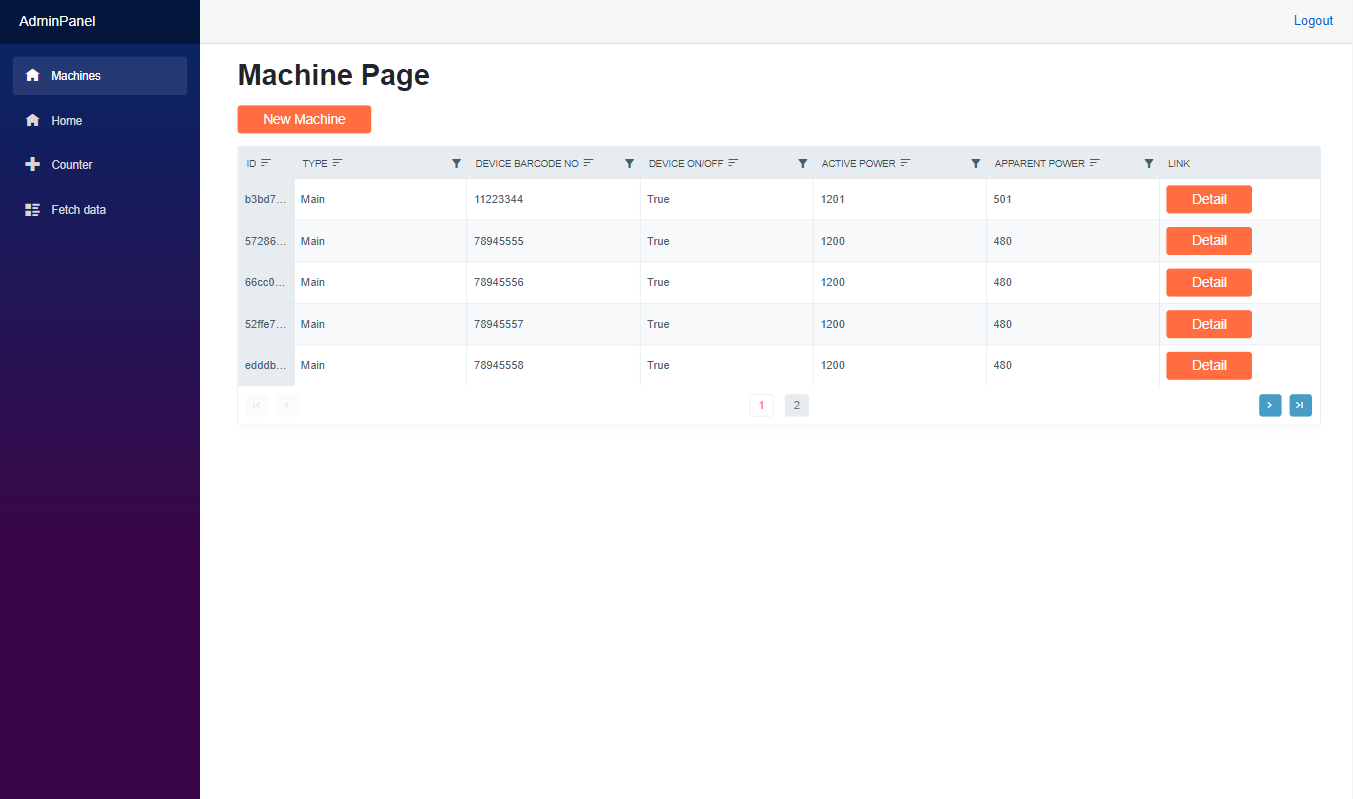 AdminPanel
Logout
Machines
Home
Counter
Fetch data
Machine Page
New Machine
ID TYPE DEVICE BARCODE NO DEVICE ON/OFF ACTIVE POWER APPARENT POWER LINK
b3bd7... Main 11223344 True 1201 501 Detail
57286... Main 78945555 True 1200 480 Detail
66cc0... Main 78945556 True 1200 480 Detail
52ffe7... Main 78945557 True 1200 480 Detail
edddb... Main 78945558 True 1200 480 Detail
1 2